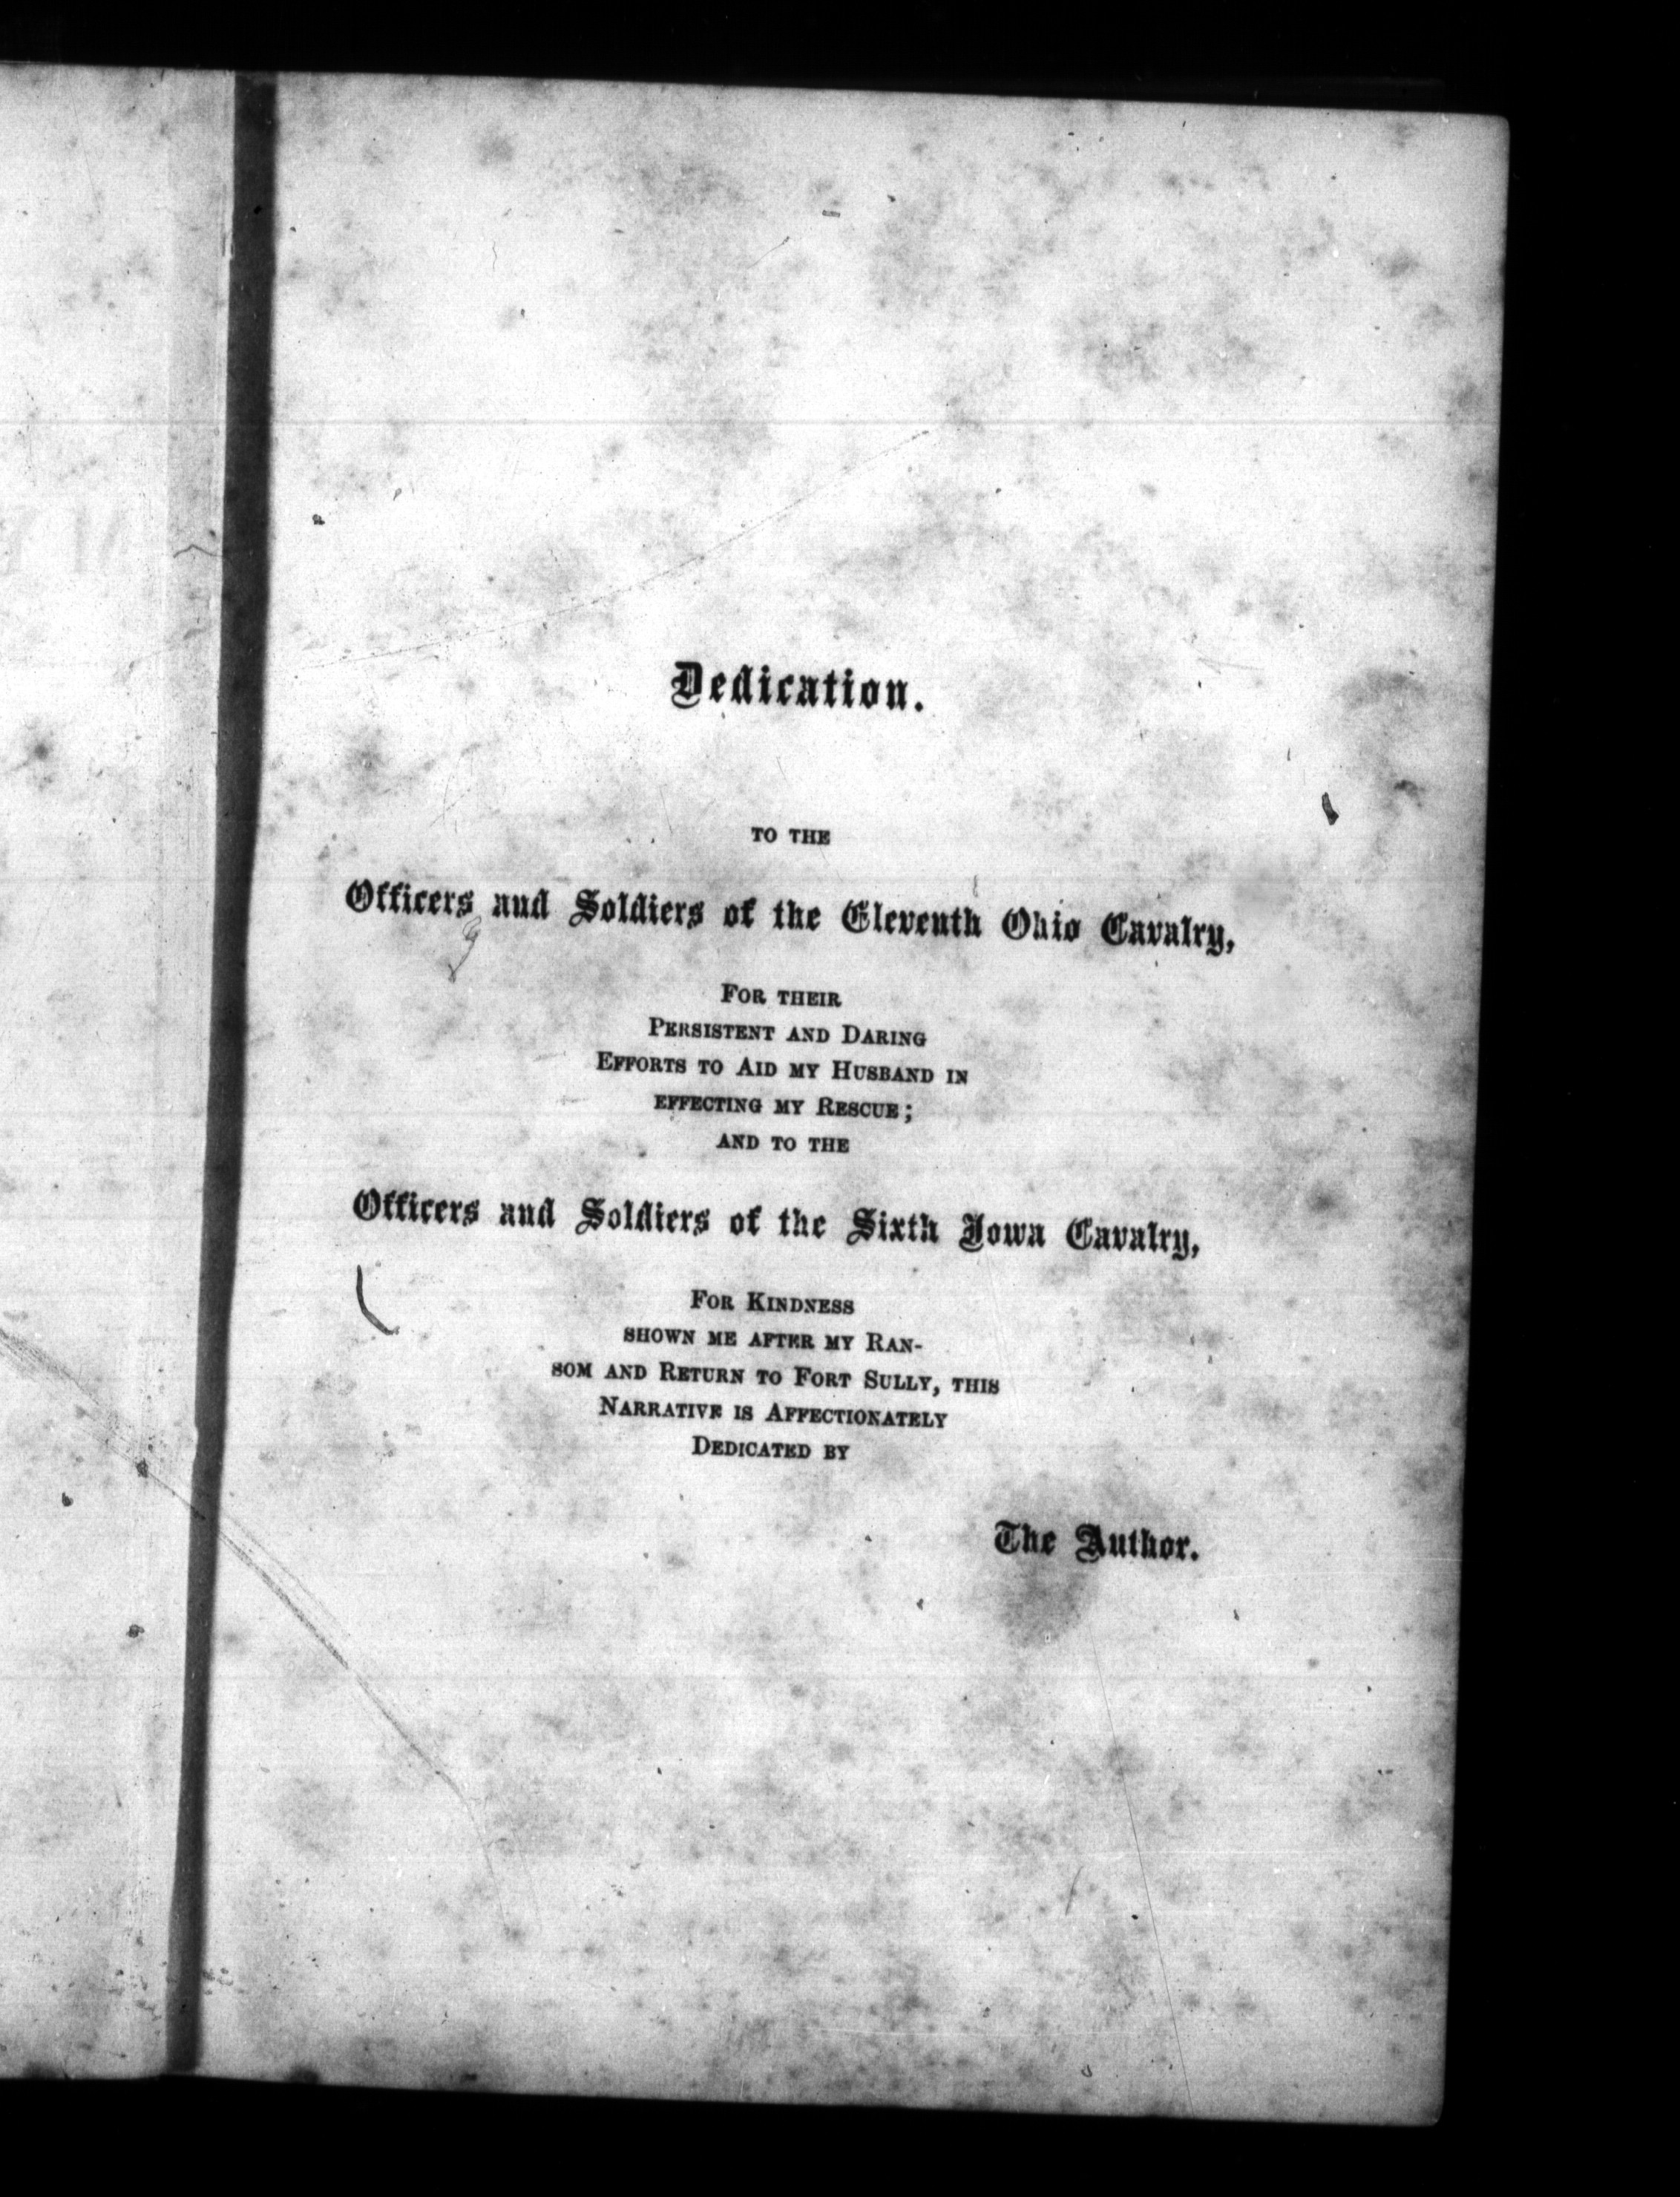 Dedication.
TO THE
Officers and Soldiers of the Eleventh Ohio Cavalry,
FOR THEIR
PERSISTENT AND DARING
EFFORTS TO AID MY HUSBAND IN
EFFECTING MY RESCUE;
AND TO THE
Officers and Soldiers of the Sixth Iowa Cavalry,
FOR KINDNESS
SHOWN ME AFTER MY RAN-
SOM AND RETURN TO FORT SULLY, THIS
NARRATIVE IS AFFECTIONATELY
DEDICATED BY
The Author.